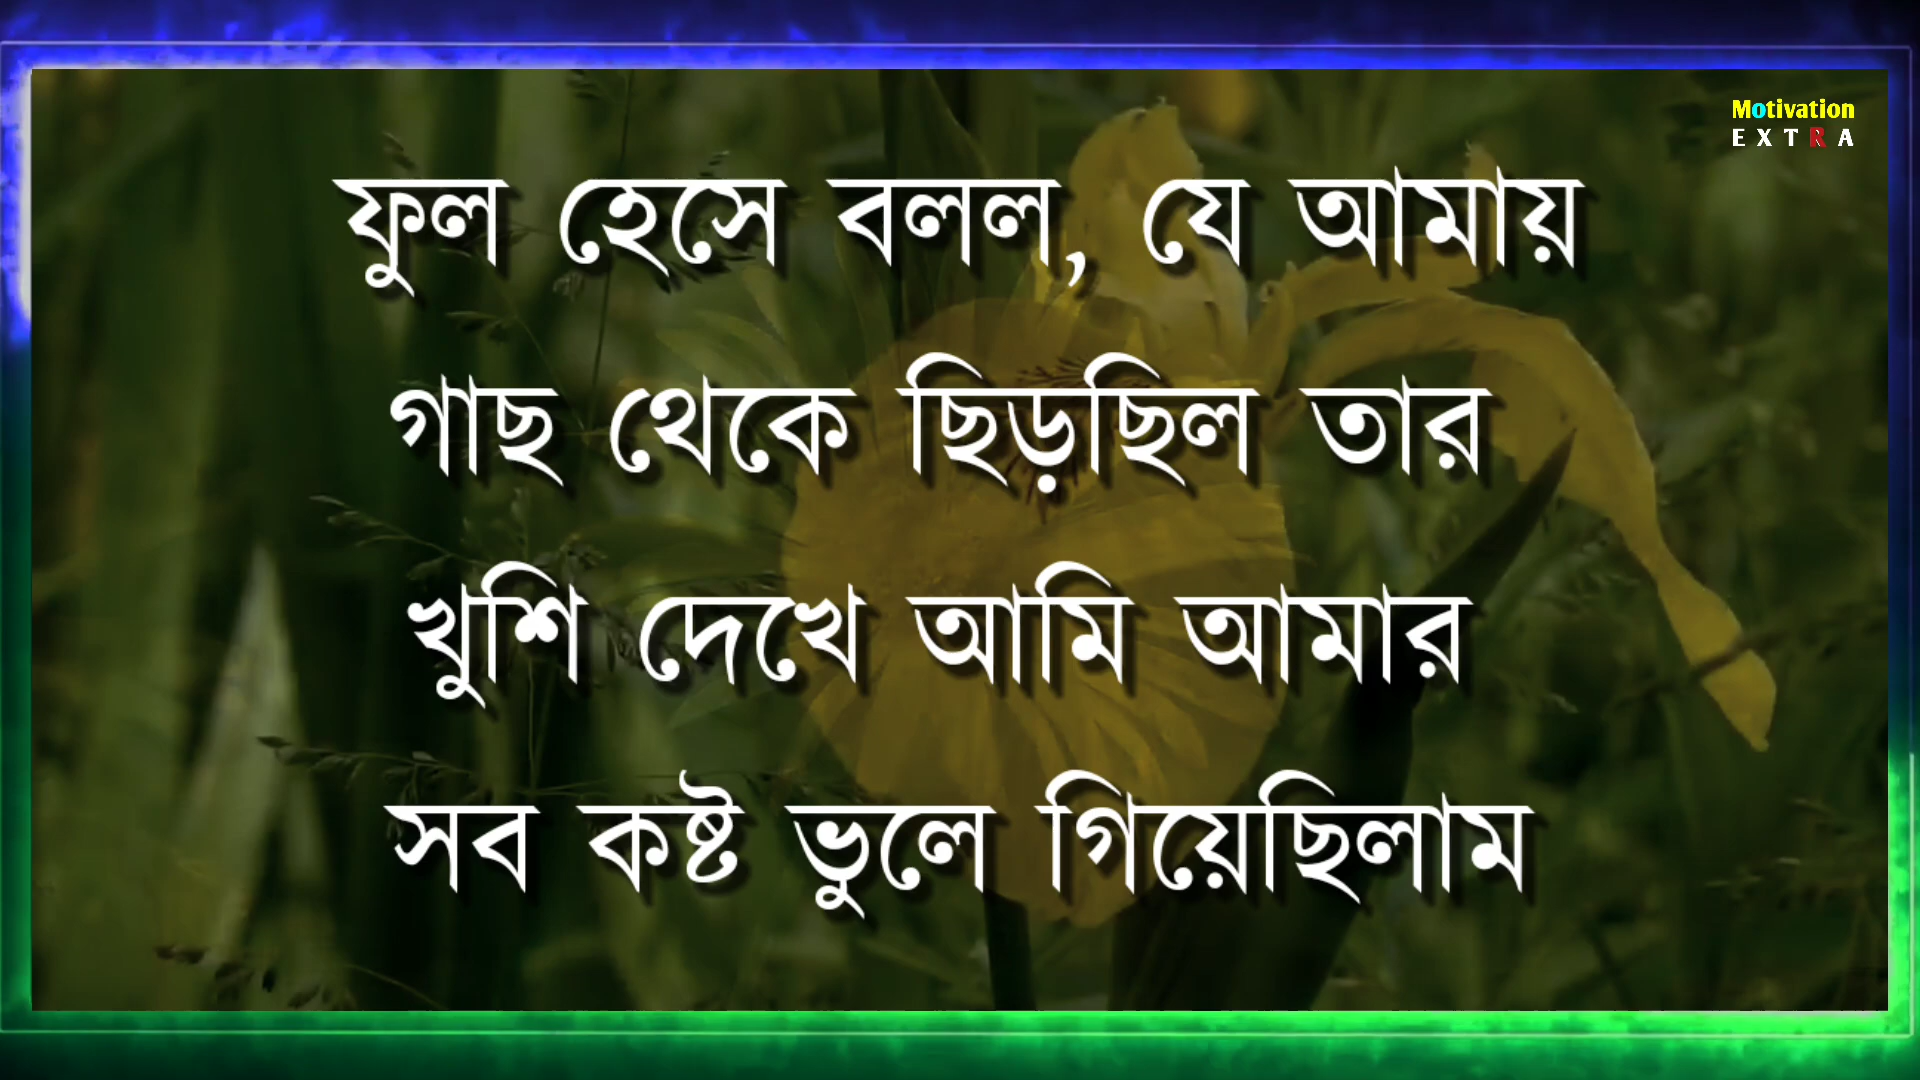 Motivation
EXTRA
ফুল হেসে বলল, যে আমায়
গাছ থেকে ছিড়ছিল তার
খুশি দেখে আমি আমার
সব কষ্ট ভুলে গিয়েছিলাম